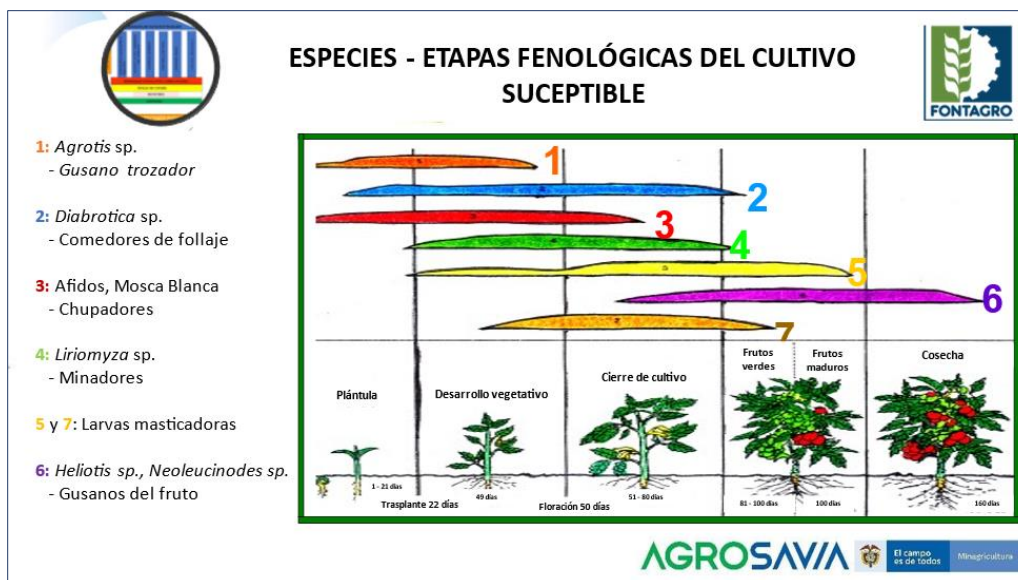 ESPECIES - ETAPAS FENOLÓGICAS DEL CULTIVO
SUCEPTIBLE
FONTAGRO
1: Agrotis sp.
- Gusano trozador
2: Diabrotica sp.
- Comedores de follaje
3: Afidos, Mosca Blanca
- Chupadores
4: Liriomyza sp.
- Minadores
5 y 7: Larvas masticadoras
6: Heliotis sp., Neoleucinodes sp.
- Gusanos del fruto
1
2
3
4
5
6
7
Plántula
Desarrollo vegetativo
Cierre de cultivo
Frutos
verdes
Frutos
maduros
Cosecha
1 - 21 días
49 días
51 - 80 días
81 - 100 días
100 días
160 días
Trasplante 22 días
Floración 50 días
AGROSAVIA
El campo
es de todos
Minagricultura